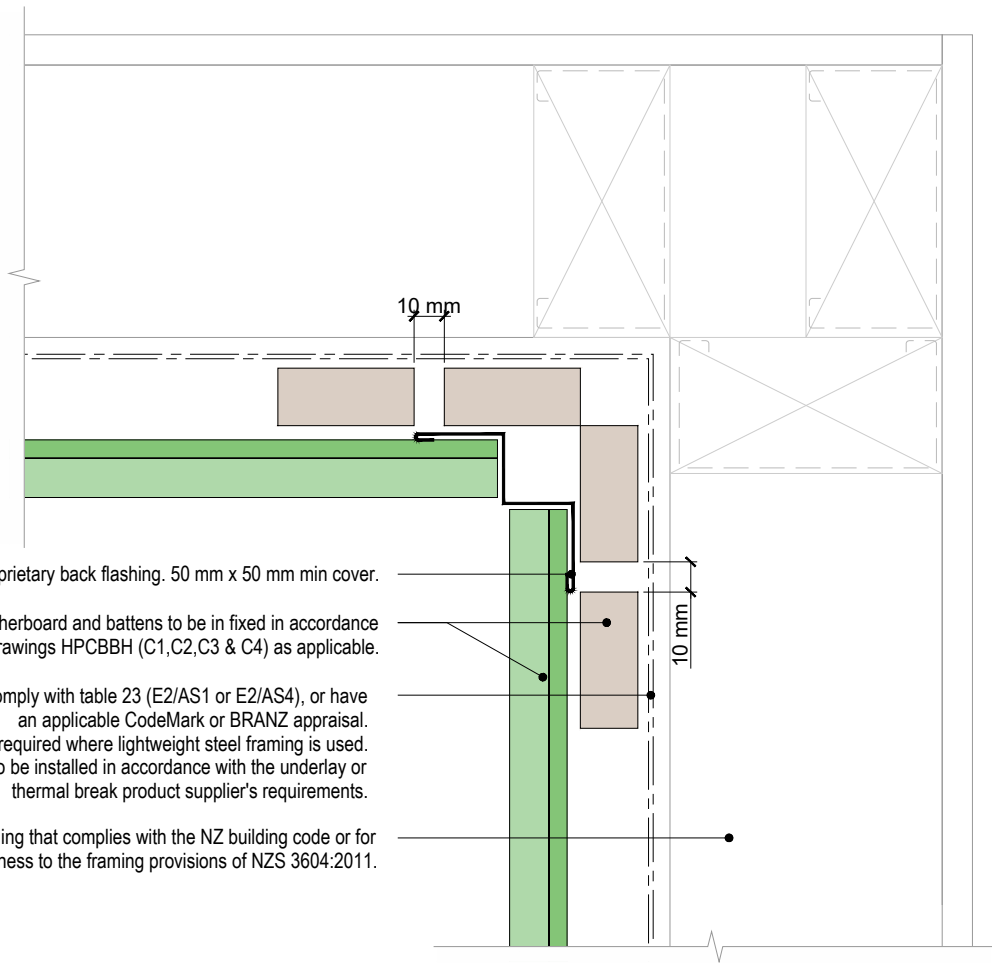 10 mm
prietary back flashing. 50 mm x 50 mm min cover.
herboard and battens to be in fixed in accordance
rawings HPCBBH (C1,C2,C3 & C4) as applicable.
10 mm
omply with table 23 (E2/AS1 or E2/AS4), or have
an applicable CodeMark or BRANZ appraisal.
required where lightweight steel framing is used.
o be installed in accordance with the underlay or
thermal break product supplier's requirements.
ing that complies with the NZ building code or for
ness to the framing provisions of NZS 3604:2011.